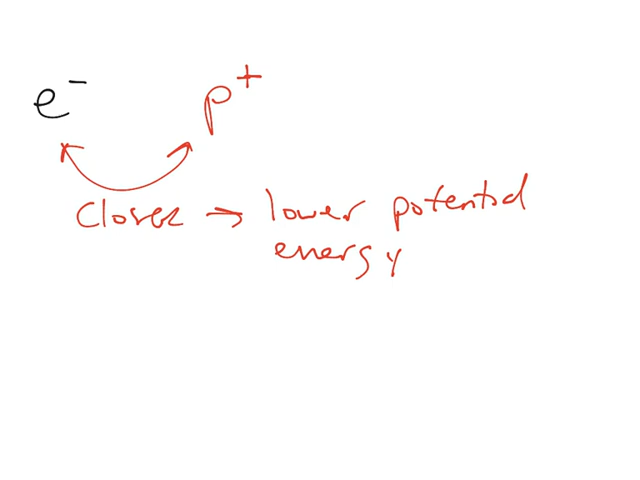 e⁻ p⁺
closer → lower potential
energy